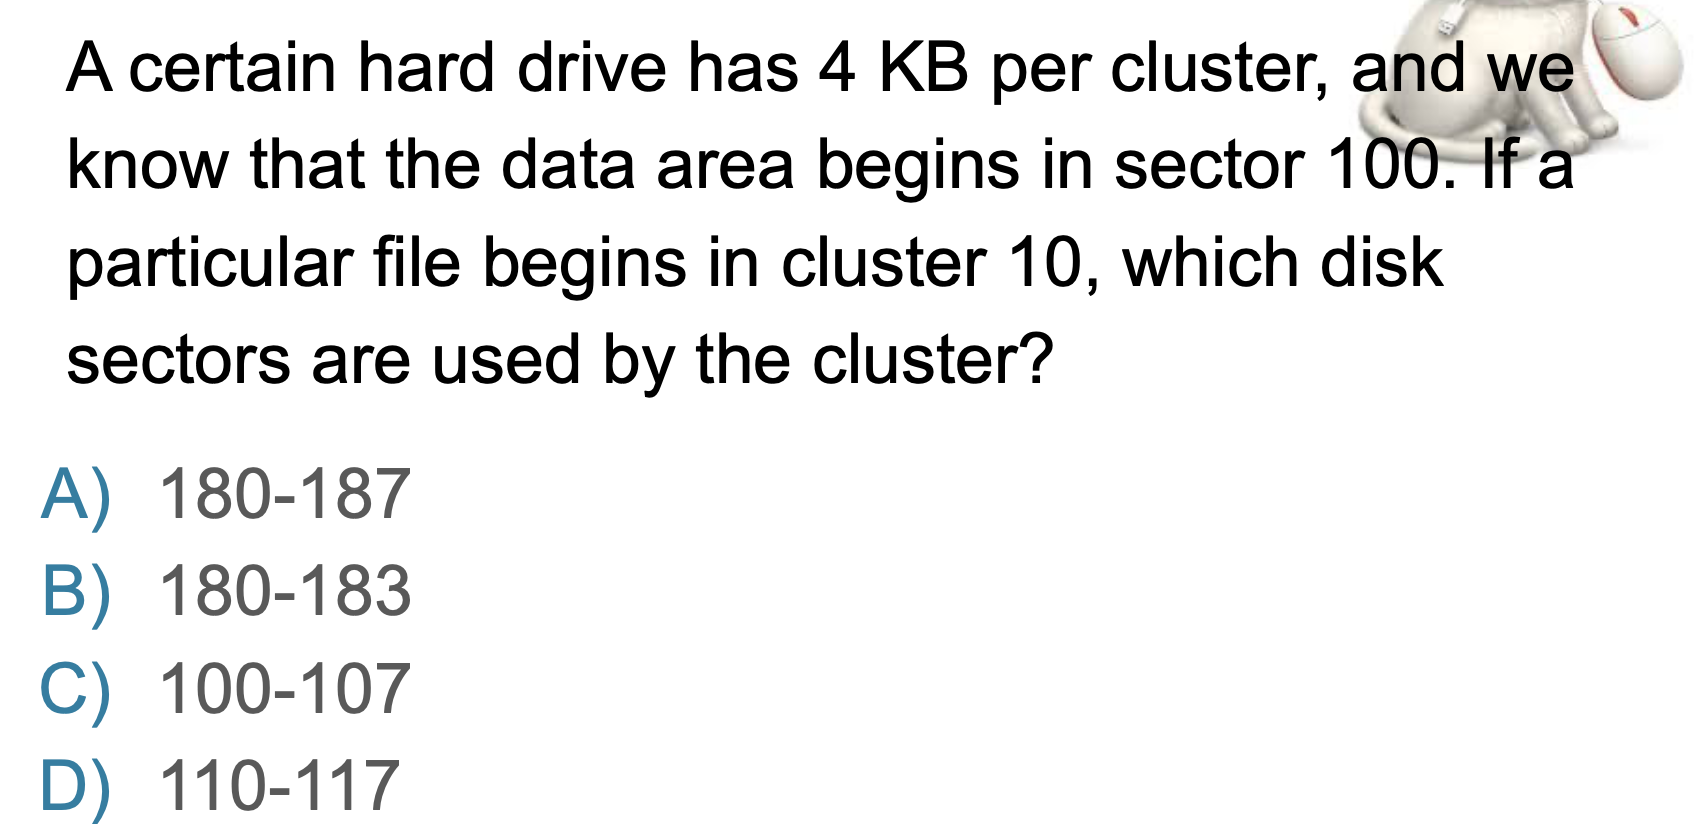 A certain hard drive has 4 KB per cluster, and we
know that the data area begins in sector 100. If a
particular file begins in cluster 10, which disk
sectors are used by the cluster?
A) 180-187
B) 180-183
C) 100-107
D) 110-117